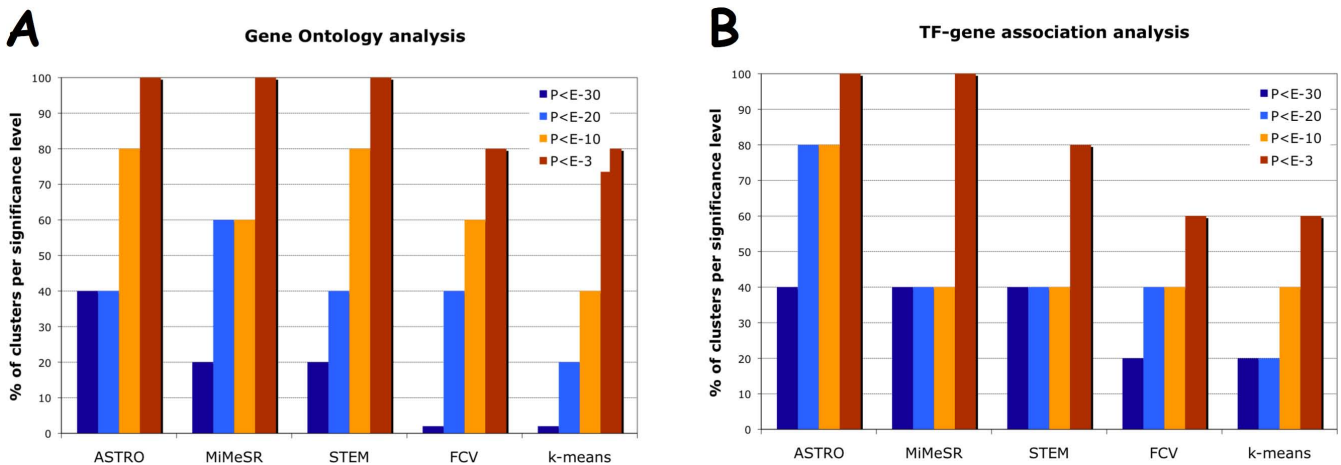 A
Gene Ontology analysis
% of clusters per significance level
100
90
80
70
60
50
40
30
20
10
0
P<E-30
P<E-20
P<E-10
P<E-3
ASTRO MiMeSR STEM FCV k-means
B
TF-gene association analysis
% of clusters per significance level
100
90
80
70
60
50
40
30
20
10
0
P<E-30
P<E-20
P<E-10
P<E-3
ASTRO MiMeSR STEM FCV k-means